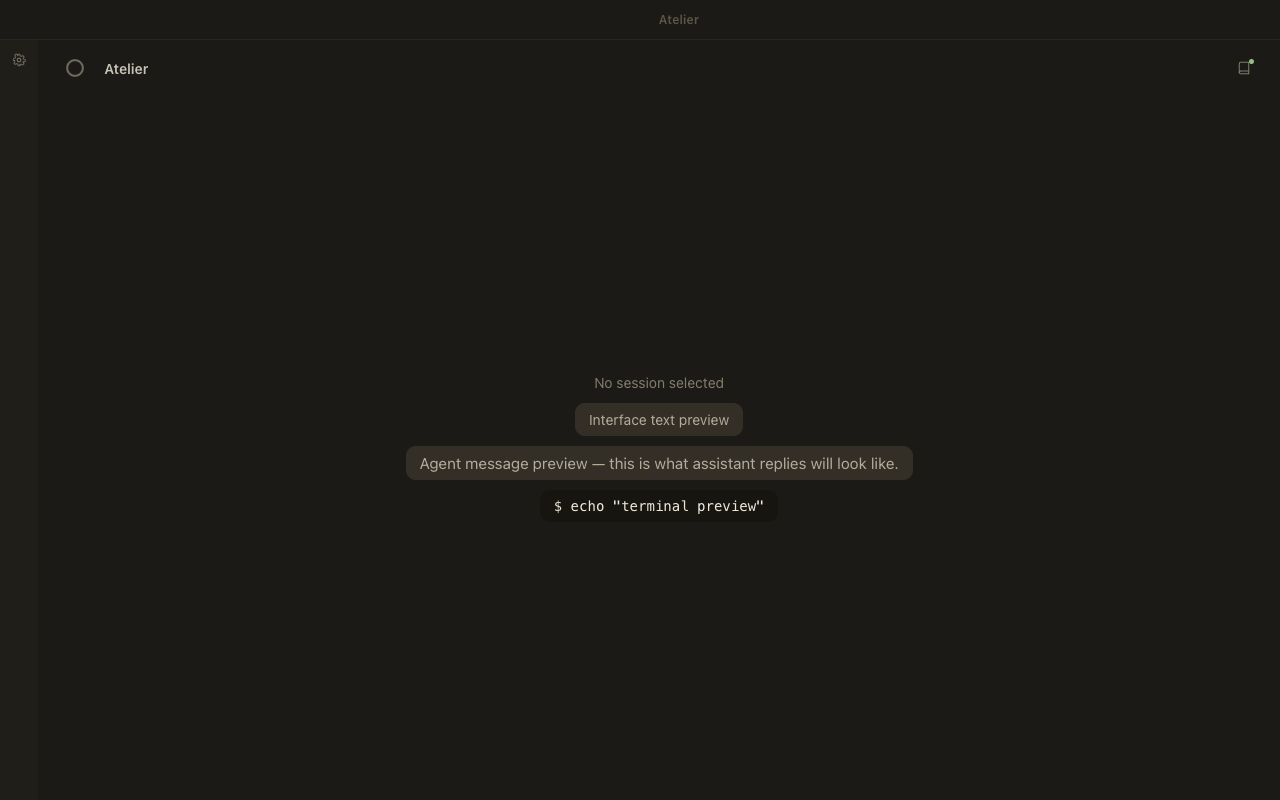 Atelier
Atelier
No session selected
Interface text preview
Agent message preview — this is what assistant replies will look like.
$ echo "terminal preview"